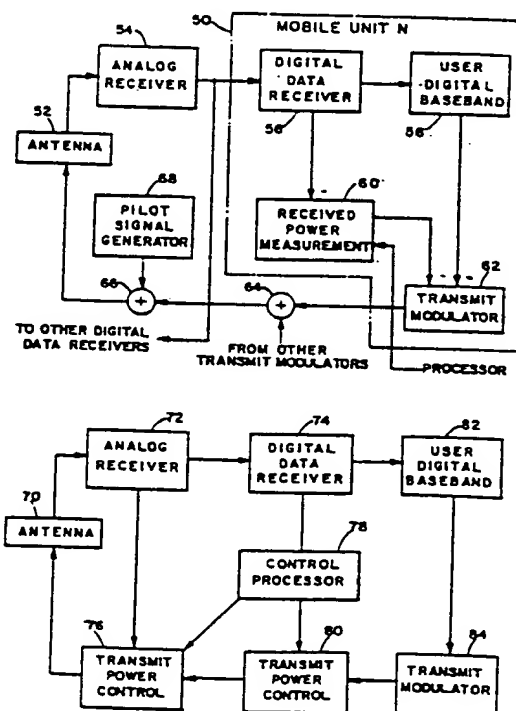 50
MOBILE UNIT N
54
ANALOG
RECEIVER
DIGITAL
DATA
RECEIVER
56
USER
DIGITAL
BASEBAND
56
52
ANTENNA
68
PILOT
SIGNAL
GENERATOR
60
RECEIVED
POWER
MEASUREMENT
62
TRANSMIT
MODULATOR
66
+
64
+
TO OTHER DIGITAL
DATA RECEIVERS
FROM OTHER
TRANSMIT MODULATORS
PROCESSOR
72
ANALOG
RECEIVER
74
DIGITAL
DATA
RECEIVER
82
USER
DIGITAL
BASEBAND
70
ANTENNA
78
CONTROL
PROCESSOR
76
TRANSMIT
POWER
CONTROL
80
TRANSMIT
POWER
CONTROL
84
TRANSMIT
MODULATOR